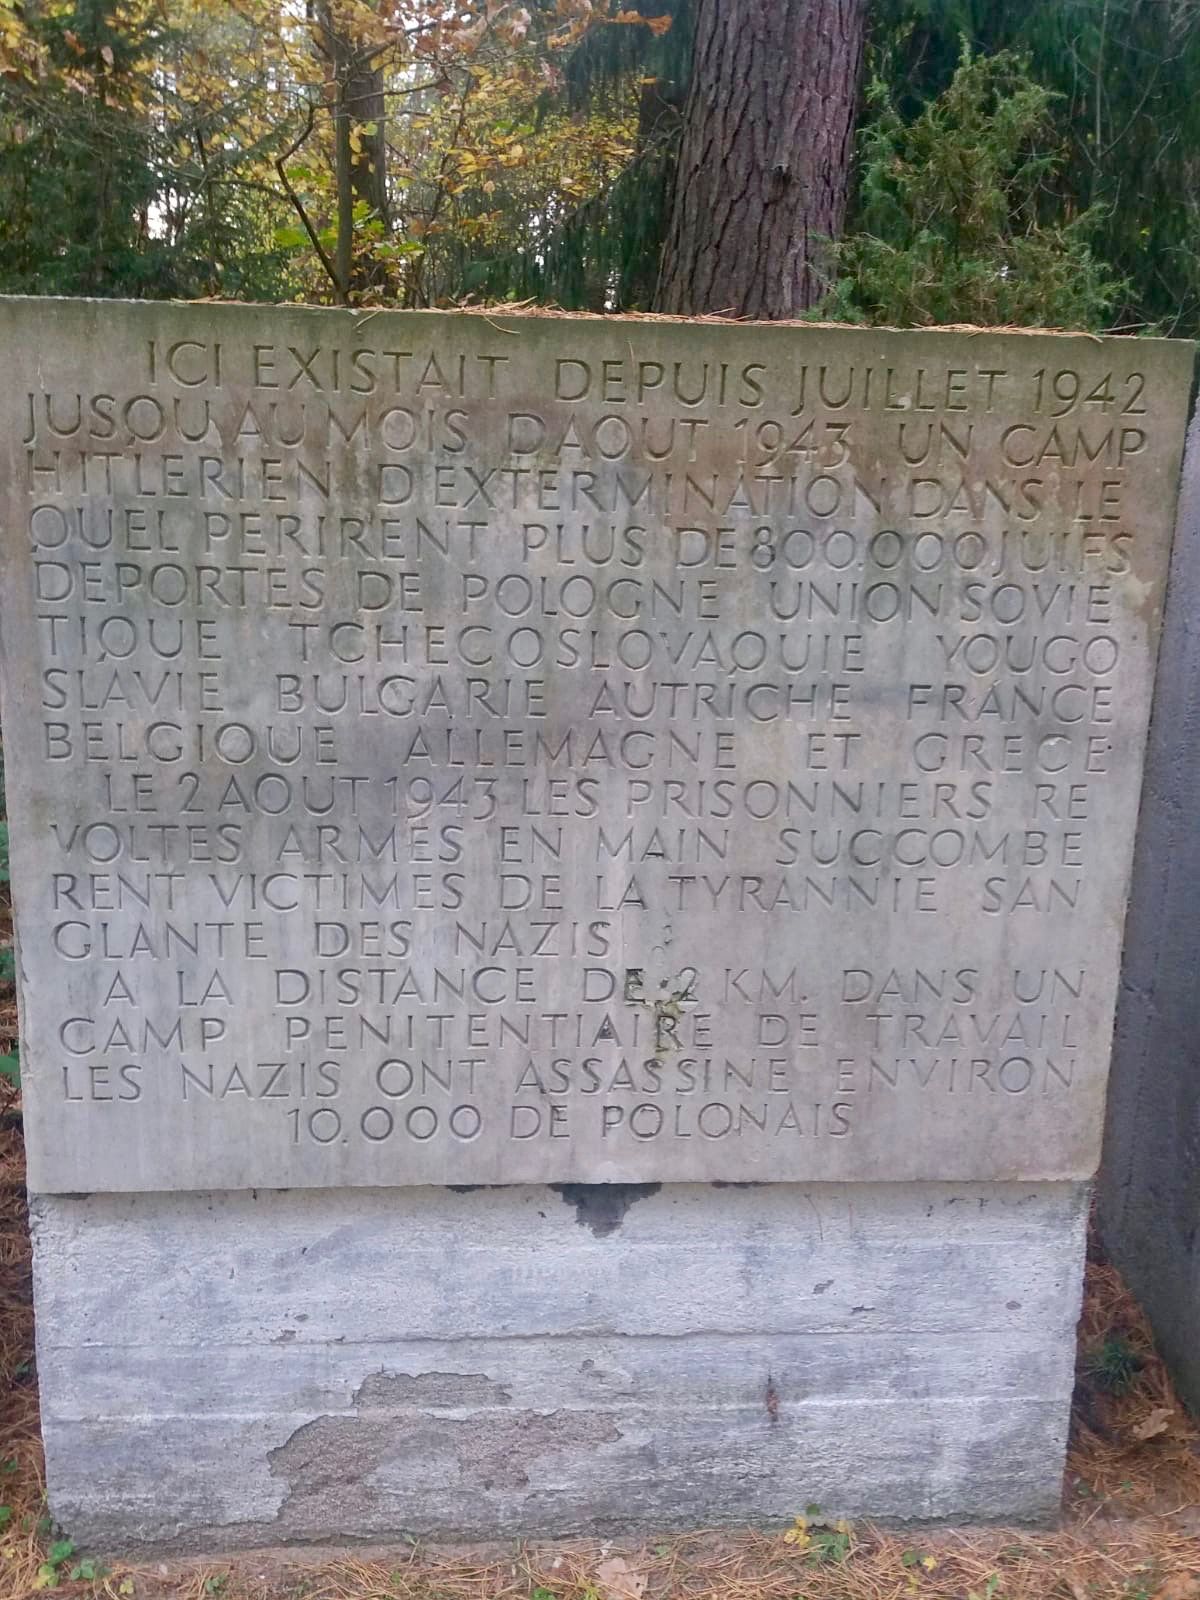 ICI EXISTAIT DEPUIS JUILLET 1942
JUSQU'AU MOIS D'AOUT 1943 UN CAMP
HITLERIEN D'EXTERMINATION DANS LE
QUEL PERIRENT PLUS DE 800.000 JUIFS
DEPORTES DE POLOGNE UNION SOVIE
TIQUE TCHECOSLOVAQUIE YOUGO
SLAVIE BULGARIE AUTRICHE FRANCE
BELGIQUE ALLEMAGNE ET GRECE
LE 2 AOUT 1943 LES PRISONNIERS RE
VOLTES ARMES EN MAIN SUCCOMBE
RENT VICTIMES DE LA TYRANNIE SAN
GLANTE DES NAZIS
A LA DISTANCE DE 2 KM. DANS UN
CAMP PENITENTIAIRE DE TRAVAIL
LES NAZIS ONT ASSASSINE ENVIRON
10.000 DE POLONAIS